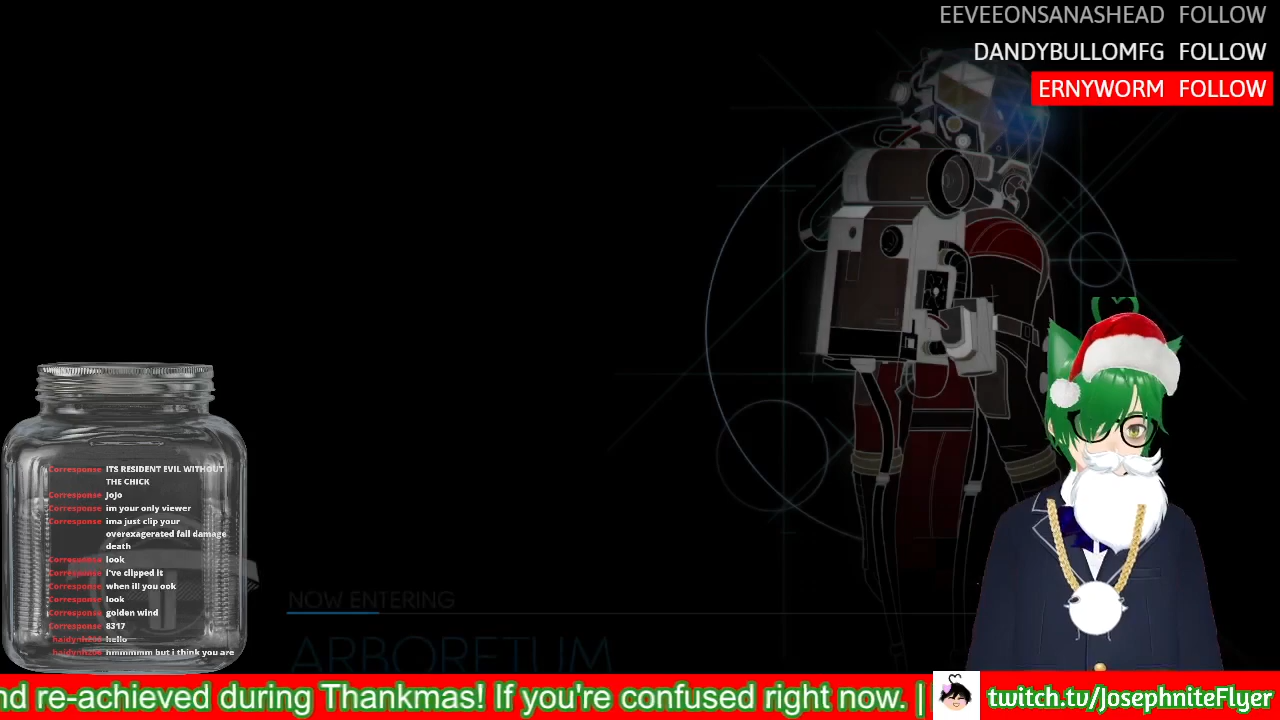 EEVEEONSANASHEAD FOLLOW
DANDYBULLOMFG FOLLOW
ERNYWORM FOLLOW
Corresponse ITS RESIDENT EVIL WITHOUT
THE CHICK
Corresponse JoJo
Corresponse im your only viewer
Corresponse ima just clip your
overexagerated fall damage
death
Corresponse look
Corresponse i've clipped it
Corresponse when ill you ook
Corresponse look
Corresponse golden wind
Corresponse 8317
hello
hmmmmm but i think you are
NOW ENTERING
ARBORETUM
nd re-achieved during Thankmas! If you're confused right now. |
twitch.tv/JosephniteFlyer